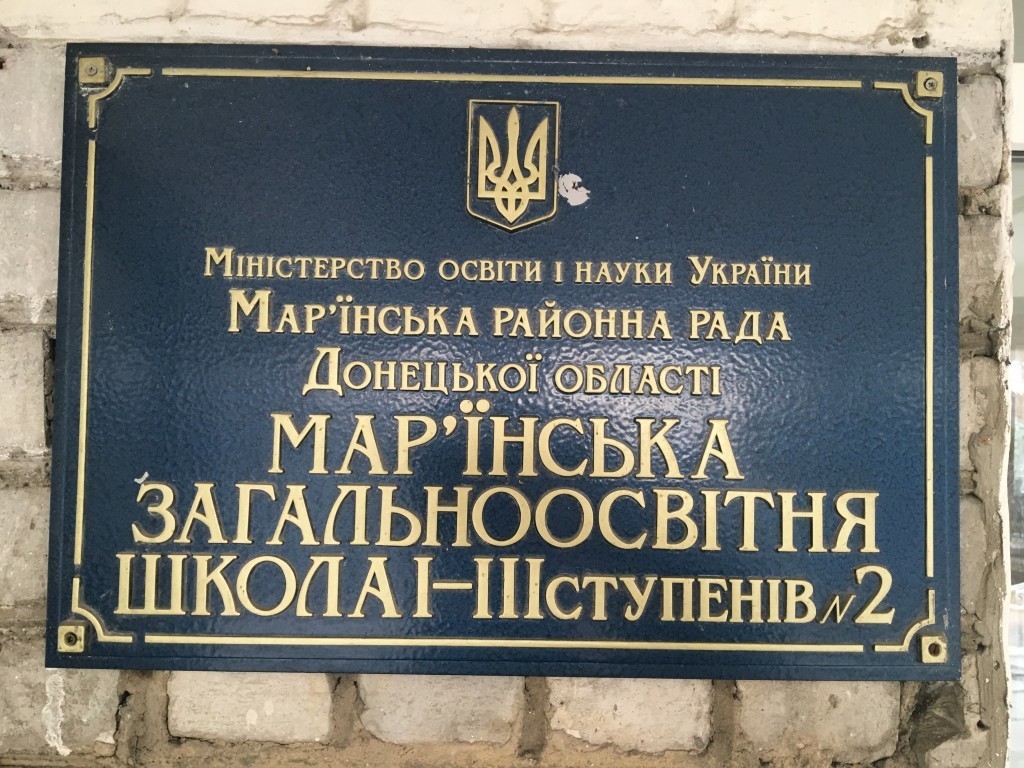 Міністерство освіти і науки України
Мар'їнська районна рада
Донецької області
МАР'ЇНСЬКА
ЗАГАЛЬНООСВІТНЯ
ШКОЛА І–ІІІ СТУПЕНІВ № 2